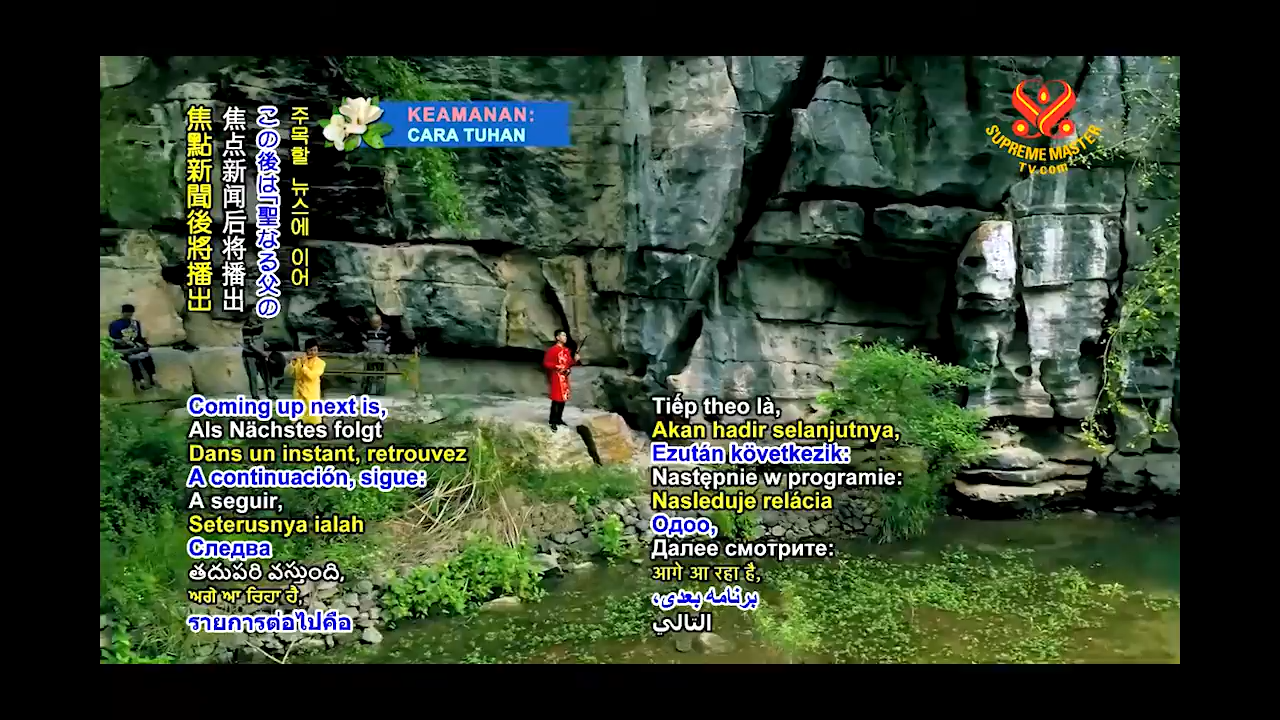 焦點新聞後將播出
焦点新闻后将播出
この後は「聖なる父の
주목할 뉴스에 이어
KEAMANAN:
CARA TUHAN
SUPREME MASTER
TV.com
Coming up next is,
Als Nächstes folgt
Dans un instant, retrouvez
A continuación, sigue:
A seguir,
Seterusnya ialah
Следва
తదుపరి వస్తుంది,
ਅਗੇ ਆ ਰਿਹਾ ਹੈ,
รายการต่อไปคือ
Tiếp theo là,
Akan hadir selanjutnya,
Ezután következik:
Następnie w programie:
Nasleduje relácia
Одоо,
Далее смотрите:
आगे आ रहा है,
برنامه بعدی،
التالي